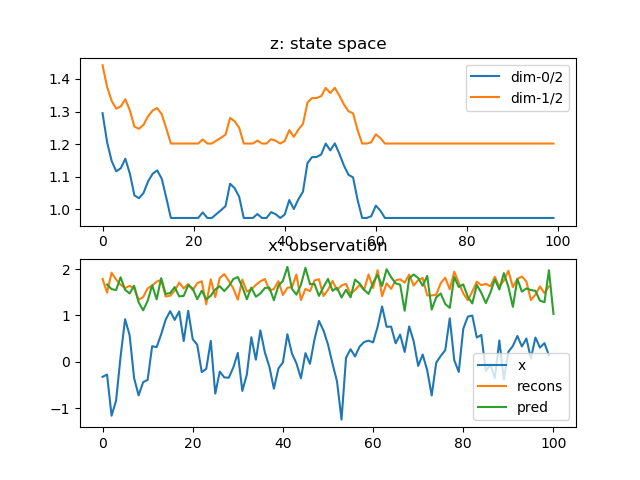 z: state space
1.4
1.3
1.2
1.1
1.0
dim-0/2
dim-1/2
0 20 40 60 80 100
x: observation
2
1
0
−1
x
recons
pred
0 20 40 60 80 100